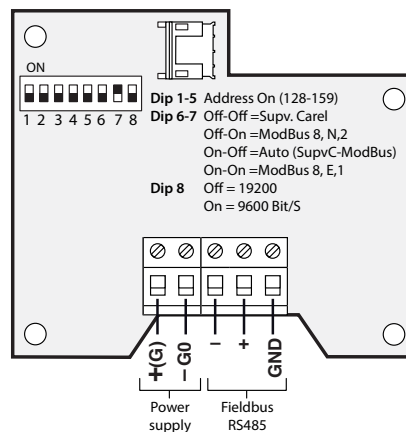 ON
1 2 3 4 5 6 7 8
Dip 1-5 Address On (128-159)
Dip 6-7 Off-Off =Supv. Carel
Off-On =ModBus 8, N,2
On-Off =Auto (SupvC-ModBus)
On-On =ModBus 8, E,1
Dip 8 Off = 19200
On = 9600 Bit/S
+(G)
– G0
–
+
GND
Power
supply
Fieldbus
RS485